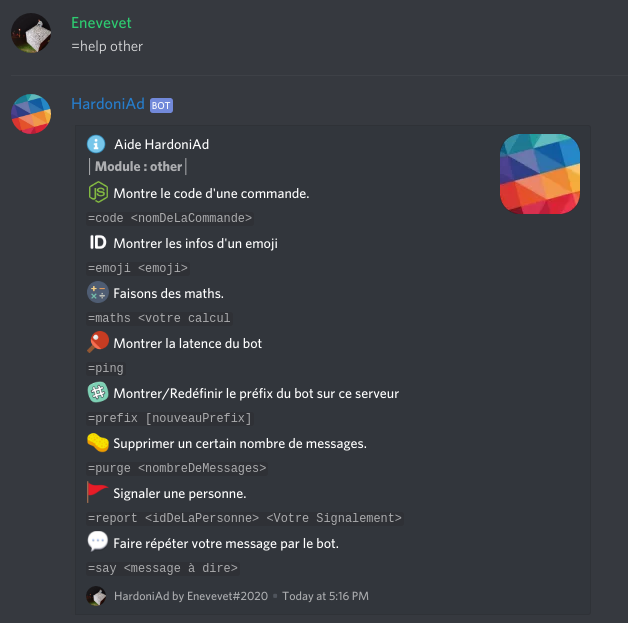 Enevevet
=help other
HardoniAd BOT
Aide HardoniAd
| Module : other |
JS Montre le code d'une commande.
=code <nomDeLaCommande>
ID Montrer les infos d'un emoji
=emoji <emoji>
Faisons des maths.
=maths <votre calcul
Montrer la latence du bot
=ping
Montrer/Redéfinir le préfix du bot sur ce serveur
=prefix [nouveauPrefix]
Supprimer un certain nombre de messages.
=purge <nombreDeMessages>
Signaler une personne.
=report <idDeLaPersonne> <Votre Signalement>
Faire répéter votre message par le bot.
=say <message à dire>
HardoniAd by Enevevet#2020 • Today at 5:16 PM